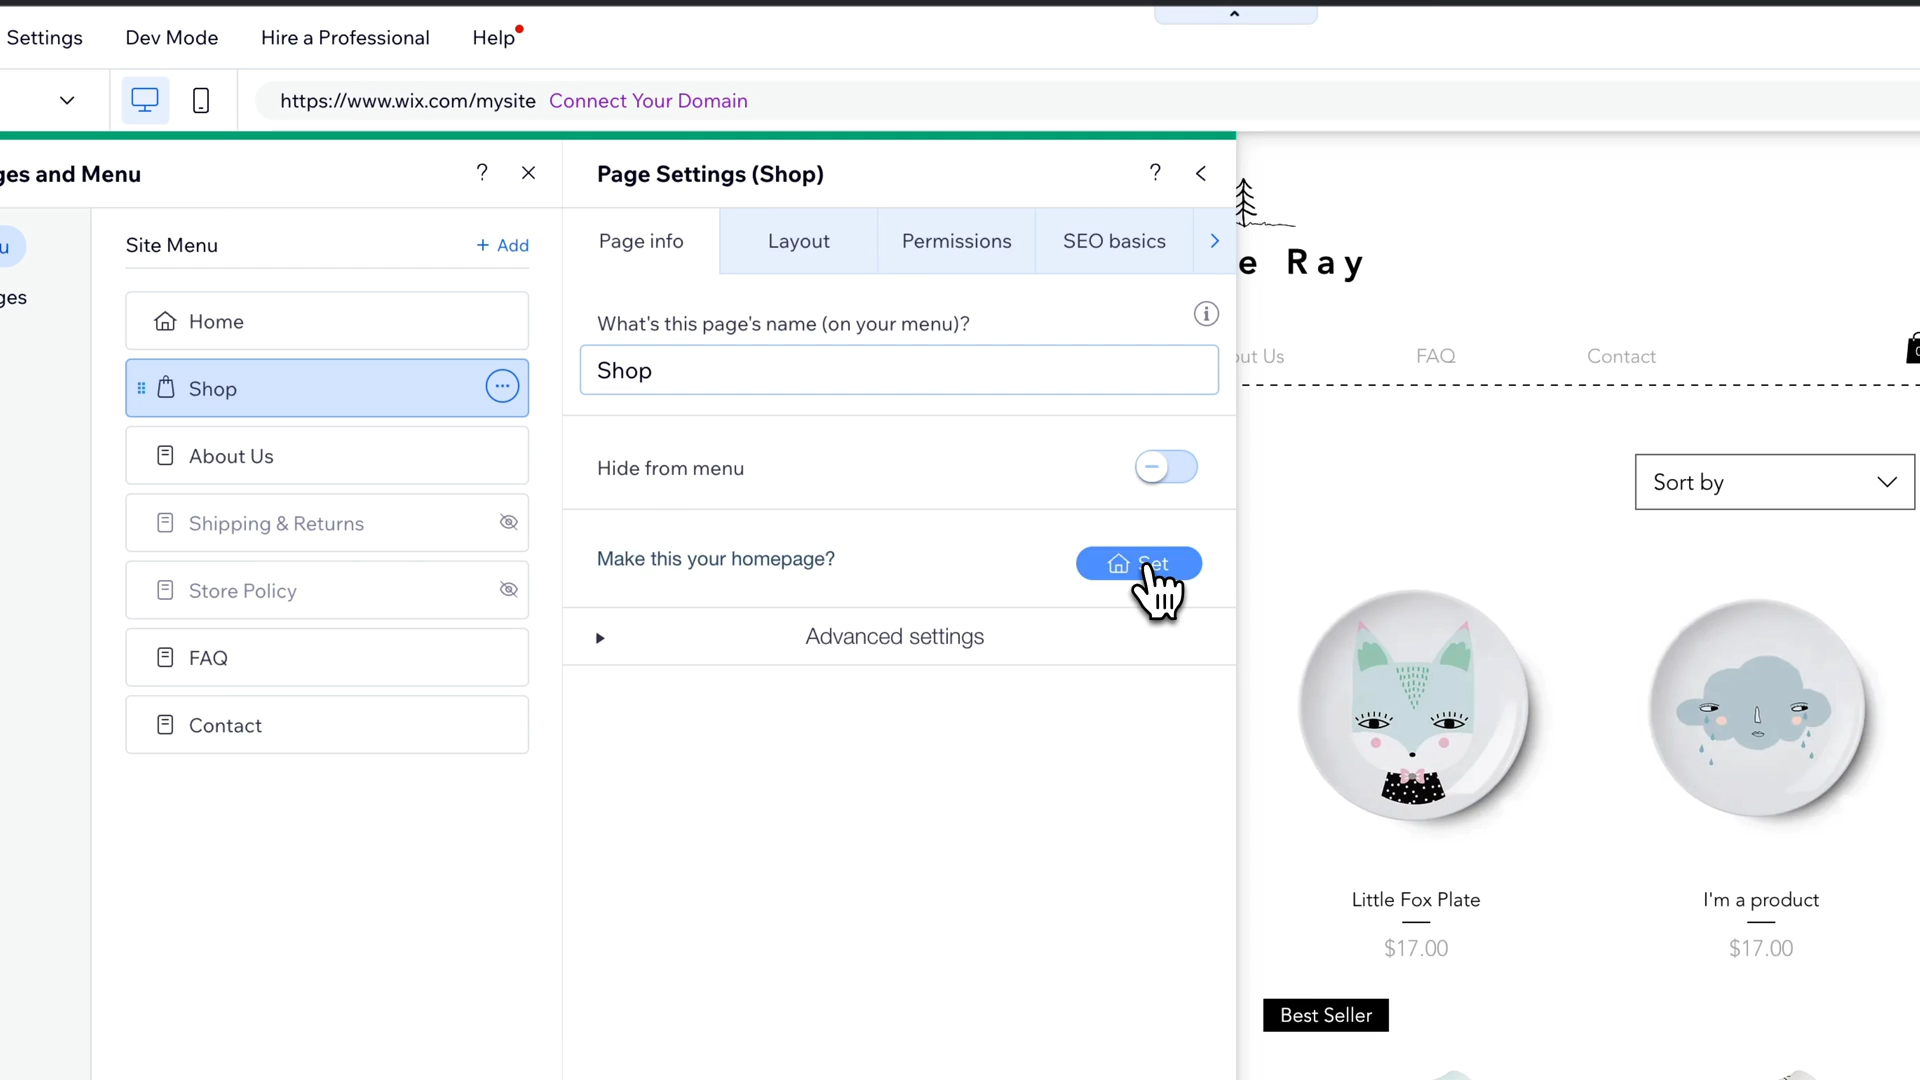 Settings Dev Mode Hire a Professional Help
https://www.wix.com/mysite Connect Your Domain
and Menu
Site Menu
+ Add
Home
Shop
About Us
Shipping & Returns
Store Policy
FAQ
Contact
Page Settings (Shop)
Page info Layout Permissions SEO basics
What's this page's name (on your menu)?
Shop
Hide from menu
Make this your homepage?
Set
Advanced settings
Ray
Us FAQ Contact
Sort by
Little Fox Plate
$17.00
I'm a product
$17.00
Best Seller